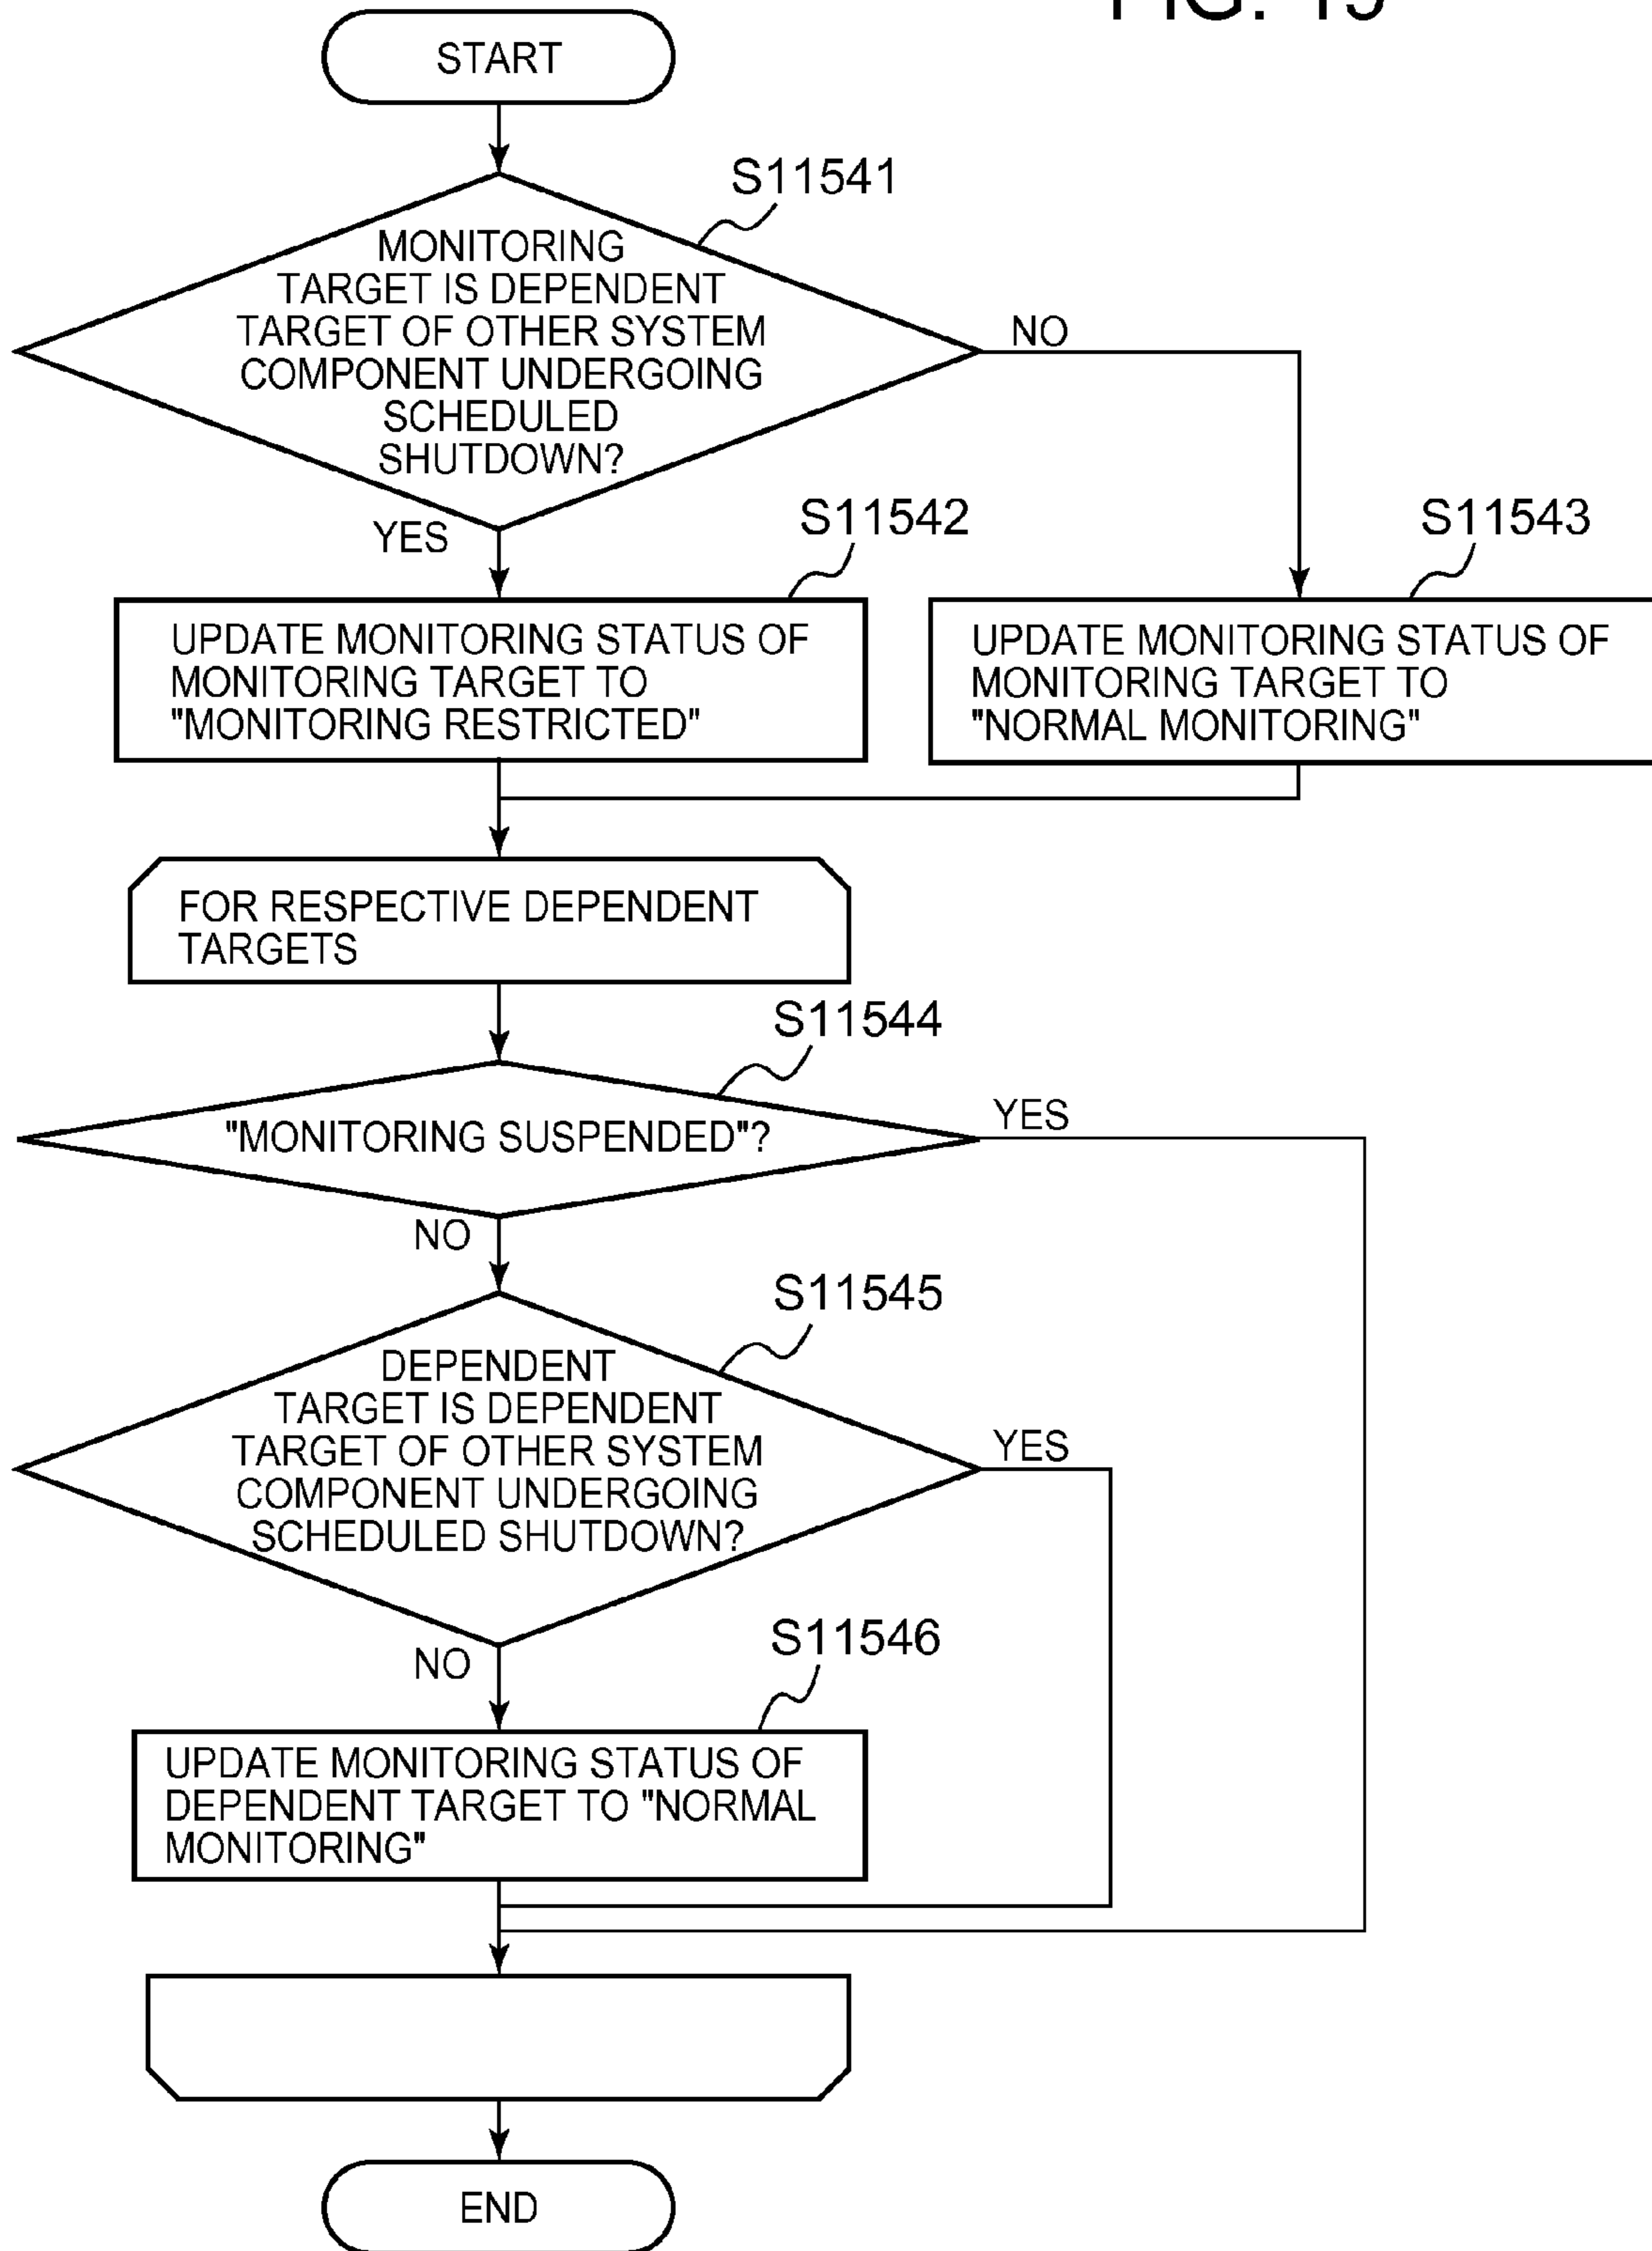 FIG.
START
S11541
MONITORING
TARGET IS DEPENDENT
TARGET OF OTHER SYSTEM
COMPONENT UNDERGOING
SCHEDULED
SHUTDOWN?
NO
YES
S11542
S11543
UPDATE MONITORING STATUS OF
MONITORING TARGET TO
"MONITORING RESTRICTED"
UPDATE MONITORING STATUS OF
MONITORING TARGET TO
"NORMAL MONITORING"
FOR RESPECTIVE DEPENDENT
TARGETS
S11544
"MONITORING SUSPENDED"?
YES
NO
S11545
DEPENDENT
TARGET IS DEPENDENT
TARGET OF OTHER SYSTEM
COMPONENT UNDERGOING
SCHEDULED SHUTDOWN?
YES
NO
S11546
UPDATE MONITORING STATUS OF
DEPENDENT TARGET TO "NORMAL
MONITORING"
END